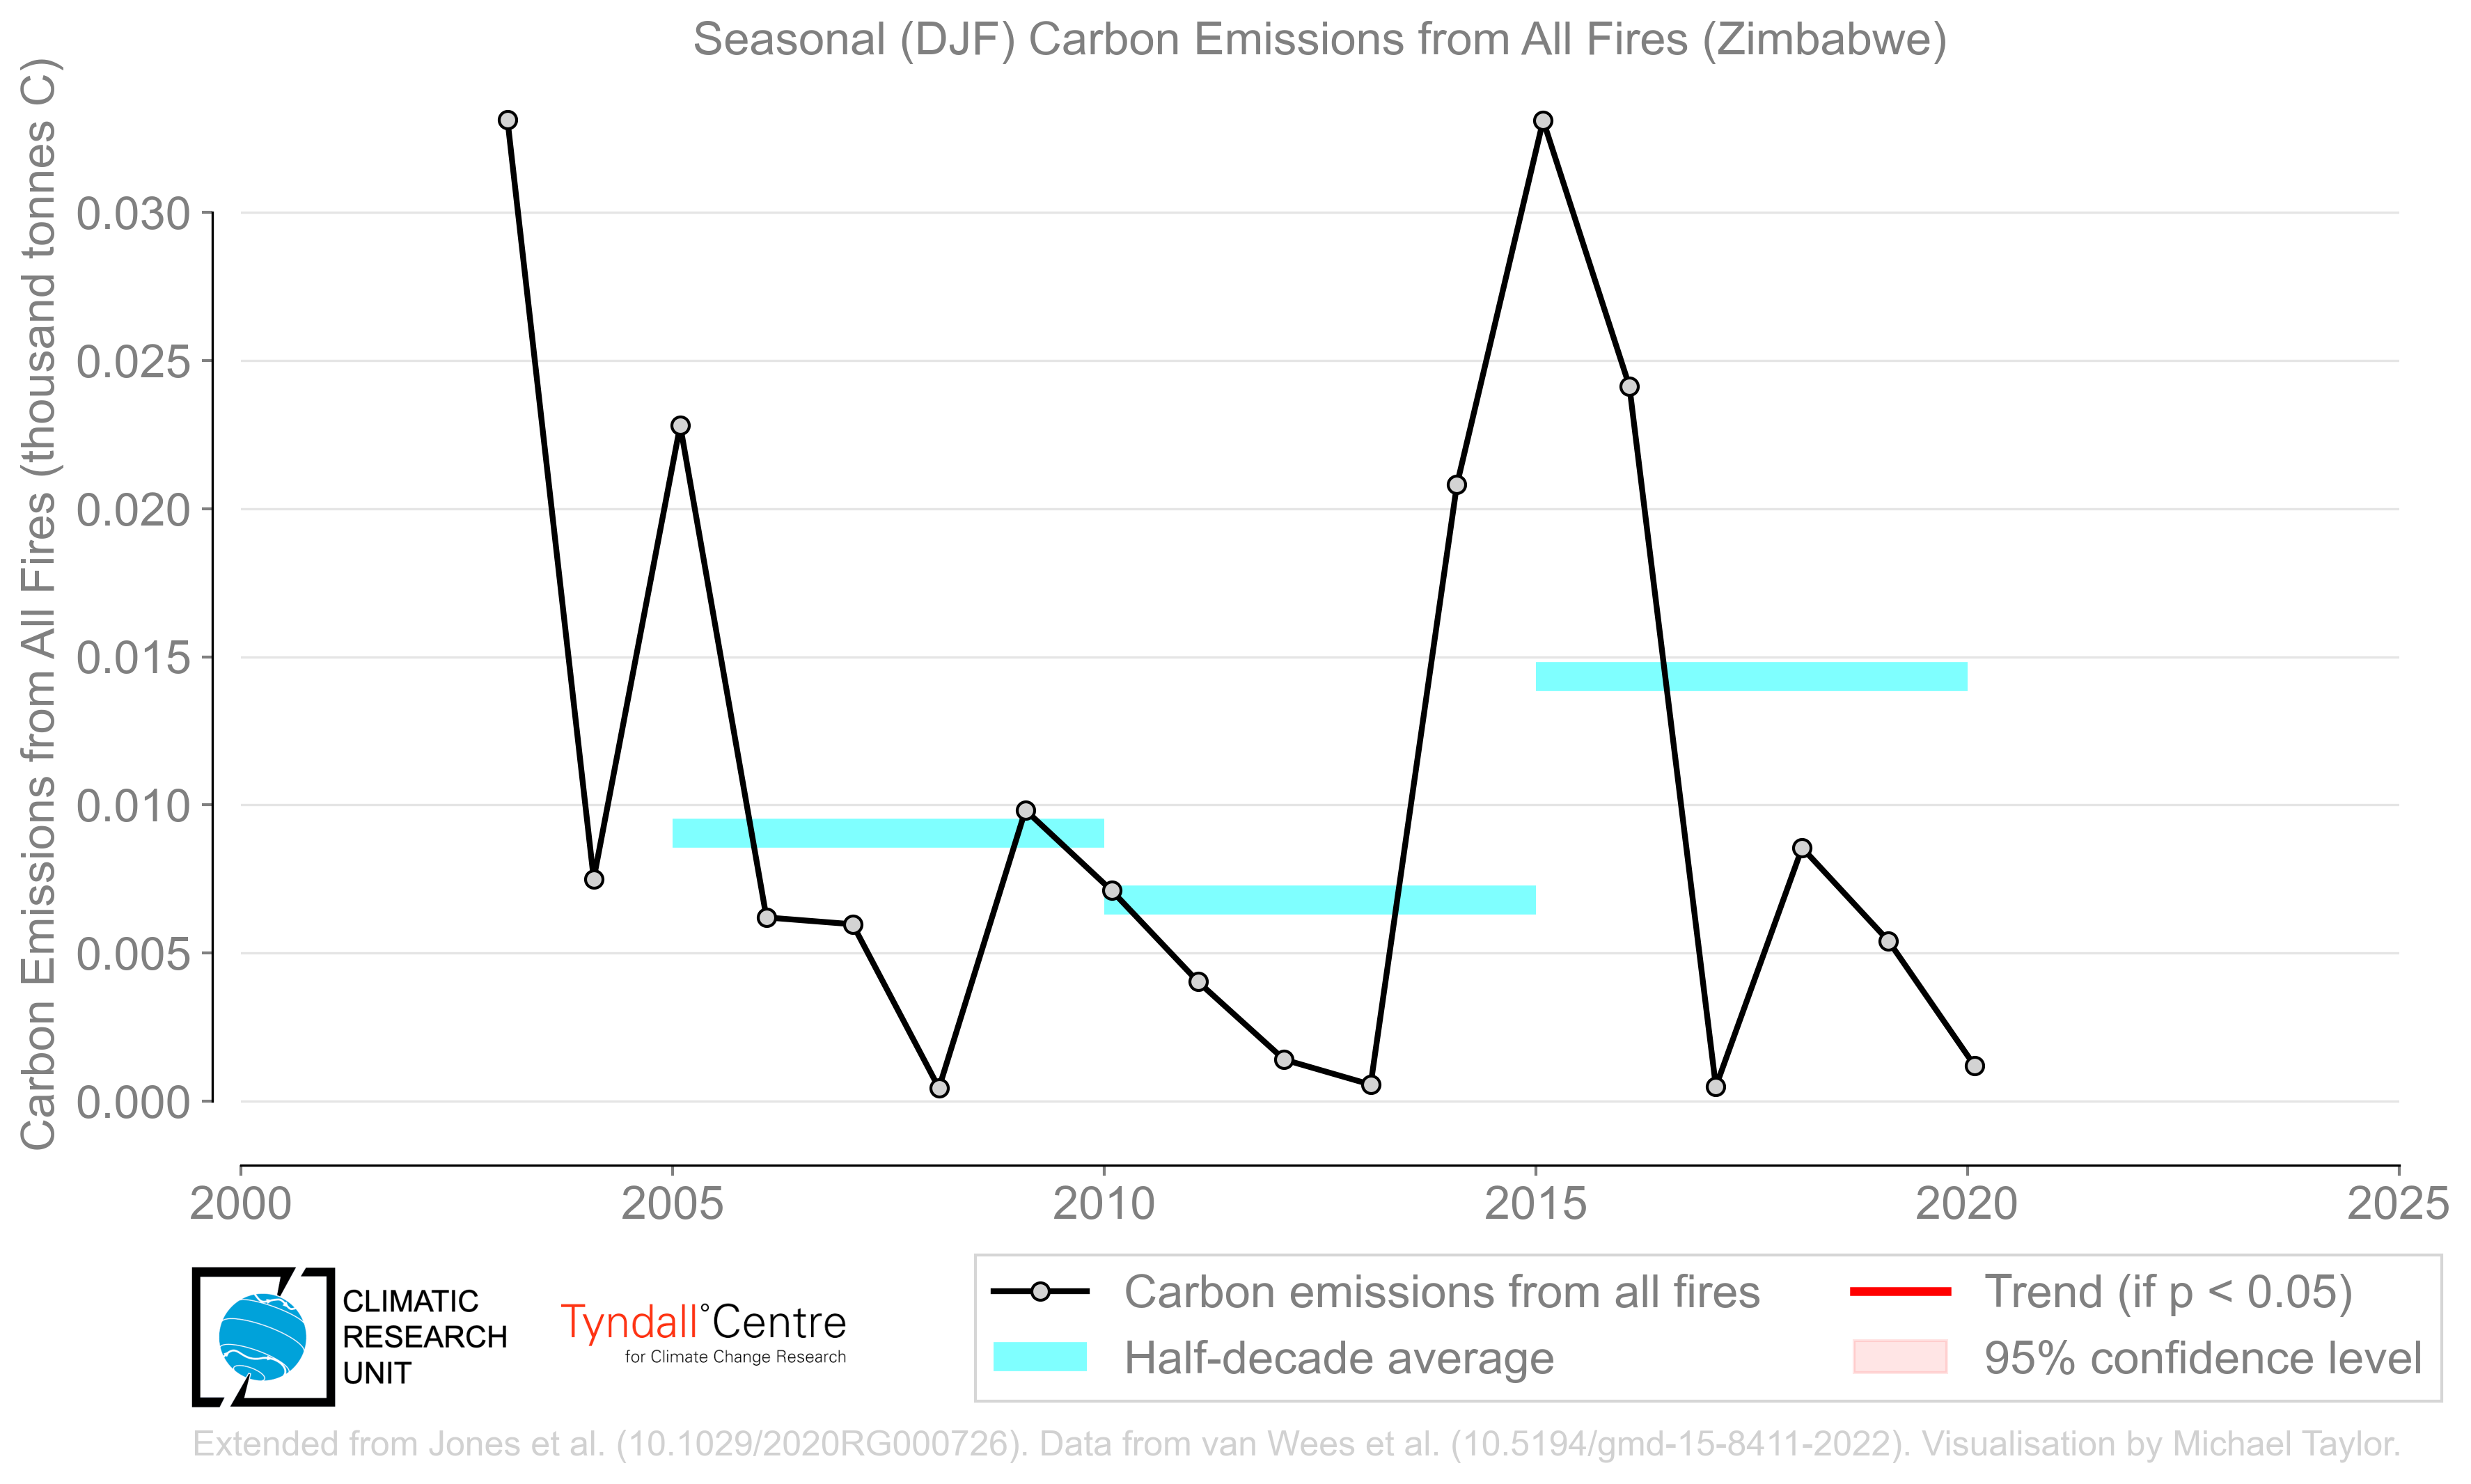 Seasonal (DJF) Carbon Emissions from All Fires (Zimbabwe)
Carbon Emissions from All Fires (thousand tonnes C)
0.030
0.025
0.020
0.015
0.010
0.005
0.000
2000 2005 2010 2015 2020 2025
CLIMATIC
RESEARCH
UNIT
Tyndall°Centre
for Climate Change Research
Carbon emissions from all fires
Half-decade average
Trend (if p < 0.05)
95% confidence level
Extended from Jones et al. (10.1029/2020RG000726). Data from van Wees et al. (10.5194/gmd-15-8411-2022). Visualisation by Michael Taylor.